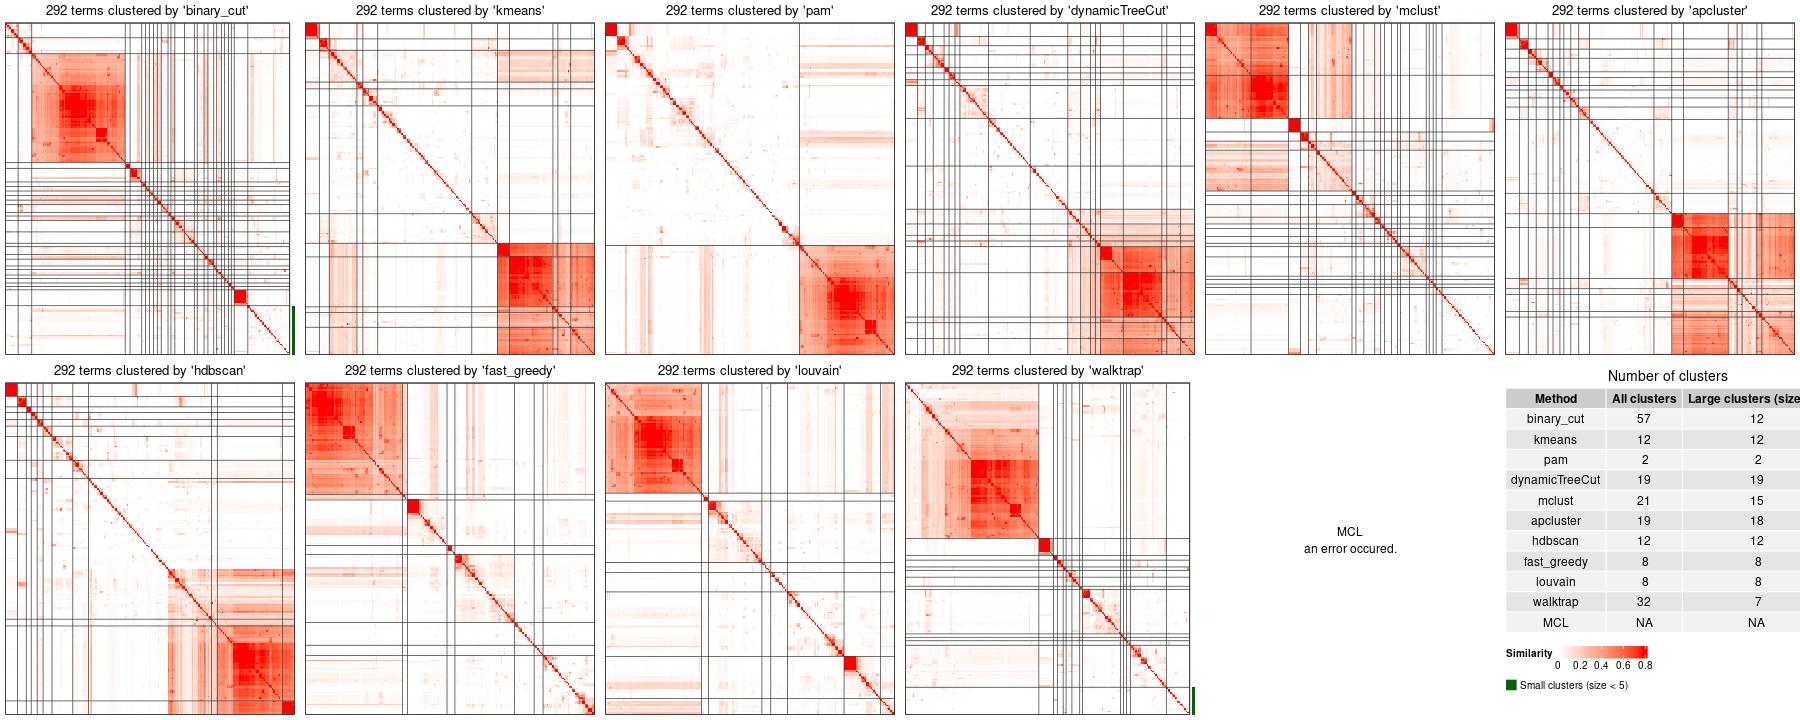 292 terms clustered by 'binary_cut'
292 terms clustered by 'kmeans'
292 terms clustered by 'pam'
292 terms clustered by 'dynamicTreeCut'
292 terms clustered by 'mclust'
292 terms clustered by 'apcluster'
292 terms clustered by 'hdbscan'
292 terms clustered by 'fast_greedy'
292 terms clustered by 'louvain'
292 terms clustered by 'walktrap'
MCL
an error occured.
Number of clusters
Method All clusters Large clusters (size
binary_cut 57 12
kmeans 12 12
pam 2 2
dynamicTreeCut 19 19
mclust 21 15
apcluster 19 18
hdbscan 12 12
fast_greedy 8 8
louvain 8 8
walktrap 32 7
MCL NA NA
Similarity
0 0.2 0.4 0.6 0.8
Small clusters (size < 5)